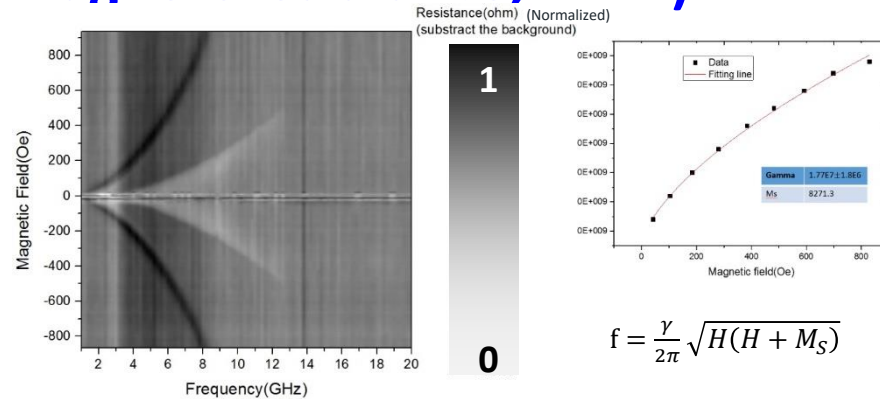 Resistance(ohm) (Normalized)
(substract the background)
800
600
400
200
0
-200
-400
-600
-800
Magnetic Field(Oe)
2 4 6 8 10 12 14 16 18 20
Frequency(GHz)
1
0
0E+009
0E+009
0E+009
0E+009
0E+009
0E+009
0E+009
Data
Fitting line
Gamma 1.77E7±1.8E6
Ms 8271.3
0 200 400 600 800
Magnetic field(Oe)
f = γ/2π √H(H + M_S)